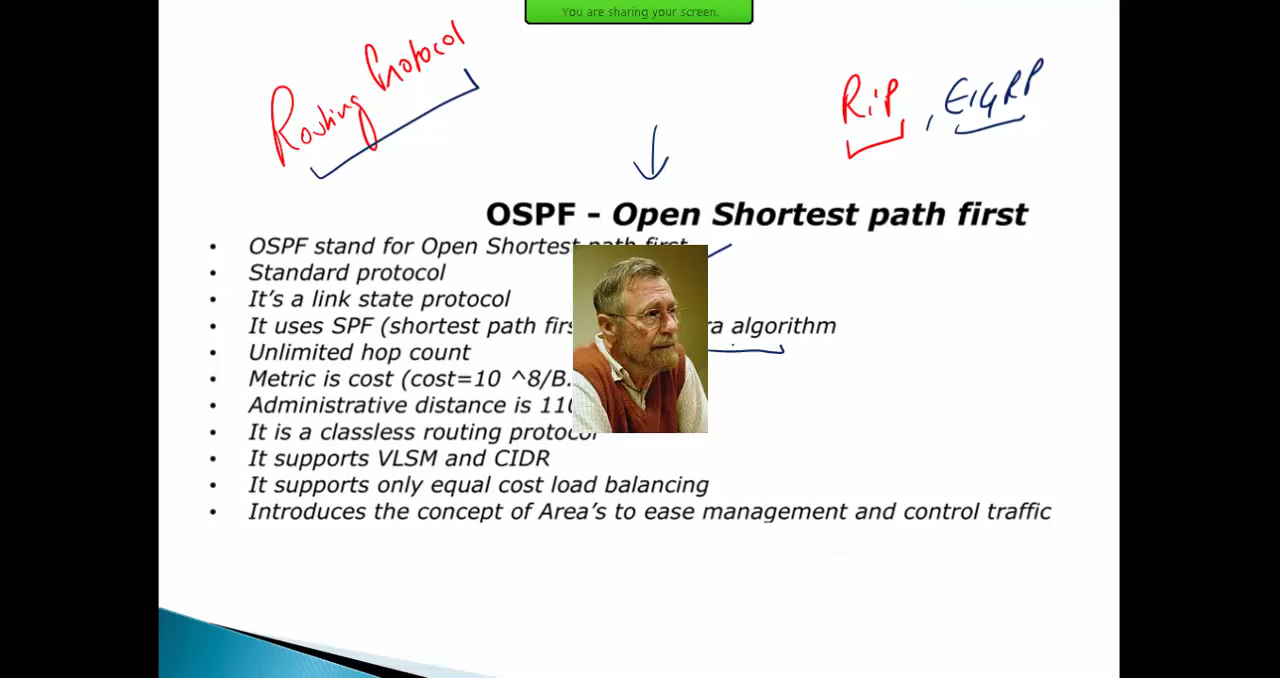 You are sharing your screen.
Routing Protocol
RiP, EIGRP
OSPF - Open Shortest path first
• OSPF stand for Open Shortest path first
• Standard protocol
• It's a link state protocol
• It uses SPF (shortest path firs ra algorithm
• Unlimited hop count
• Metric is cost (cost=10 ^8/B.
• Administrative distance is 110
• It is a classless routing protocol
• It supports VLSM and CIDR
• It supports only equal cost load balancing
• Introduces the concept of Area's to ease management and control traffic